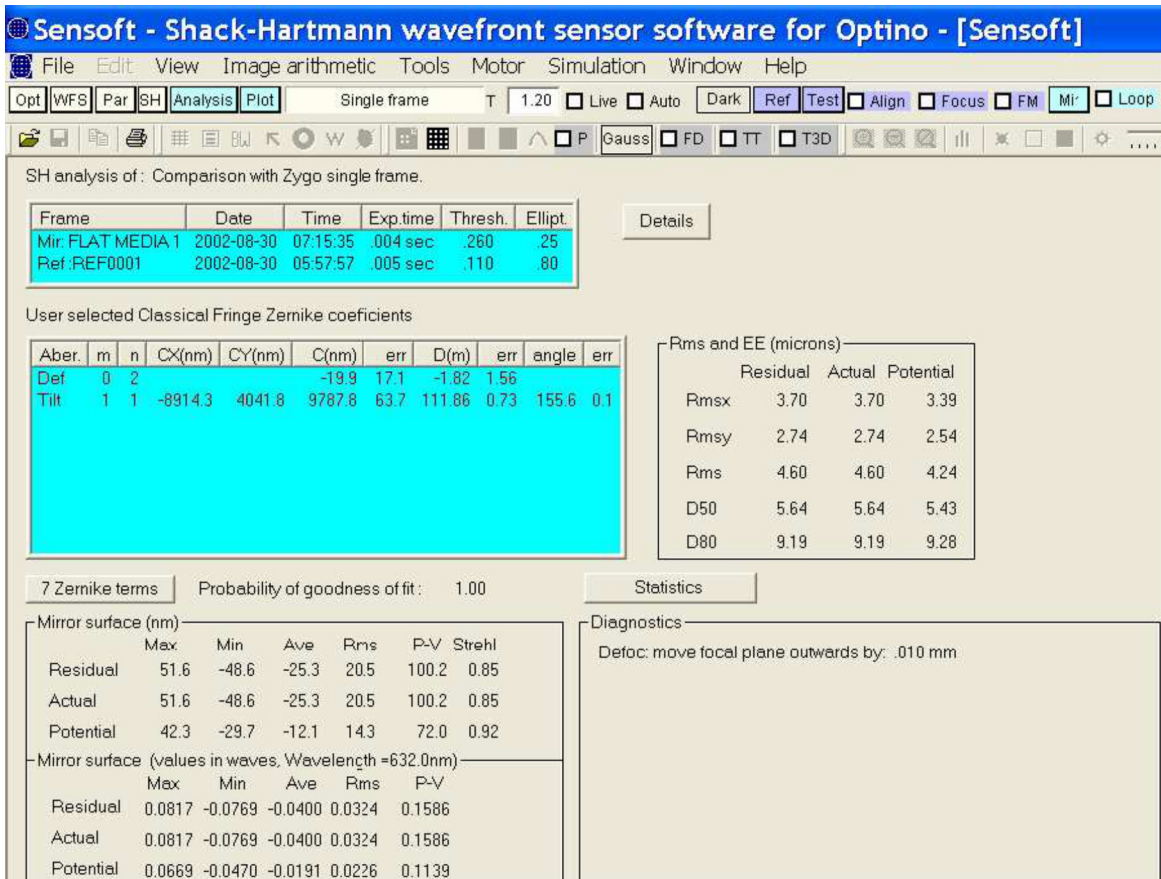 Sensoft - Shack-Hartmann wavefront sensor software for Optino - [Sensoft]
File Edit View Image arithmetic Tools Motor Simulation Window Help
Opt WFS Par SH Analysis Plot Single frame T 1.20 Live Auto Dark Ref Test Align Focus FM Mir Loop
P Gauss FD TT T3D
SH analysis of : Comparison with Zygo single frame.
Frame Date Time Exp.time Thresh. Ellipt.
Mir: FLAT MEDIA 1 2002-08-30 07:15:35 .004 sec .260 .25
Ref :REF0001 2002-08-30 05:57:57 .005 sec .110 .80
Details
User selected Classical Fringe Zernike coeficients
Aber. m n CX(nm) CY(nm) C(nm) err D(m) err angle err
Def 0 2 -19.9 17.1 -1.82 1.56
Tilt 1 1 -8914.3 4041.8 9787.8 63.7 111.86 0.73 155.6 0.1
Rms and EE (microns)
Residual Actual Potential
Rmsx 3.70 3.70 3.39
Rmsy 2.74 2.74 2.54
Rms 4.60 4.60 4.24
D50 5.64 5.64 5.43
D80 9.19 9.19 9.28
7 Zernike terms Probability of goodness of fit : 1.00 Statistics
Mirror surface (nm)
Max Min Ave Rms P-V Strehl
Residual 51.6 -48.6 -25.3 20.5 100.2 0.85
Actual 51.6 -48.6 -25.3 20.5 100.2 0.85
Potential 42.3 -29.7 -12.1 14.3 72.0 0.92
Mirror surface (values in waves, Wavelength =632.0nm)
Max Min Ave Rms P-V
Residual 0.0817 -0.0769 -0.0400 0.0324 0.1586
Actual 0.0817 -0.0769 -0.0400 0.0324 0.1586
Potential 0.0669 -0.0470 -0.0191 0.0226 0.1139
Diagnostics
Defoc: move focal plane outwards by: .010 mm